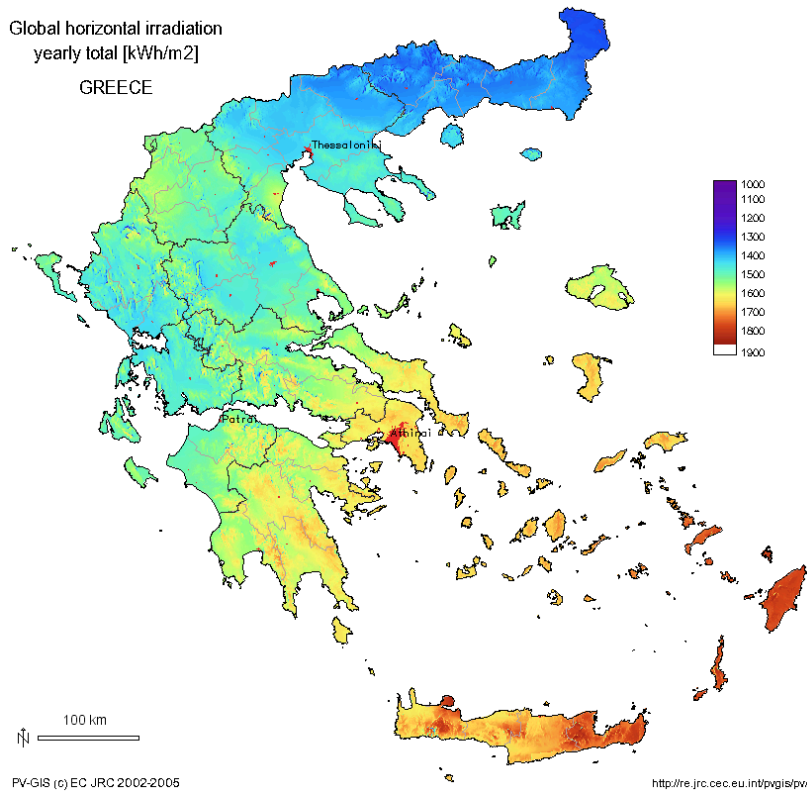 Global horizontal irradiation
yearly total [kWh/m2]
GREECE
Thessaloniki
1000
1100
1200
1300
1400
1500
1600
1700
1800
1900
Patrai
Athinai
100 km
N
PV-GIS (c) EC JRC 2002-2005
http://re.jrc.cec.eu.int/pvgis/pv/